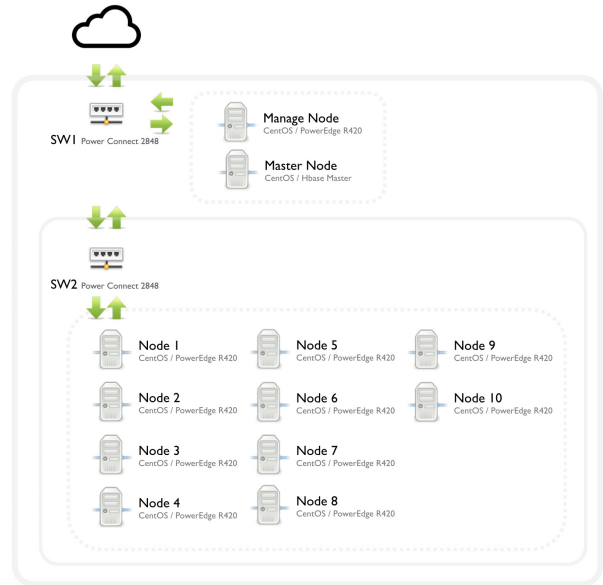 SW1 Power Connect 2848
Manage Node
CentOS / PowerEdge R420
Master Node
CentOS / Hbase Master
SW2 Power Connect 2848
Node 1
CentOS / PowerEdge R420
Node 5
CentOS / PowerEdge R420
Node 9
CentOS / PowerEdge R420
Node 2
CentOS / PowerEdge R420
Node 6
CentOS / PowerEdge R420
Node 10
CentOS / PowerEdge R420
Node 3
CentOS / PowerEdge R420
Node 7
CentOS / PowerEdge R420
Node 4
CentOS / PowerEdge R420
Node 8
CentOS / PowerEdge R420